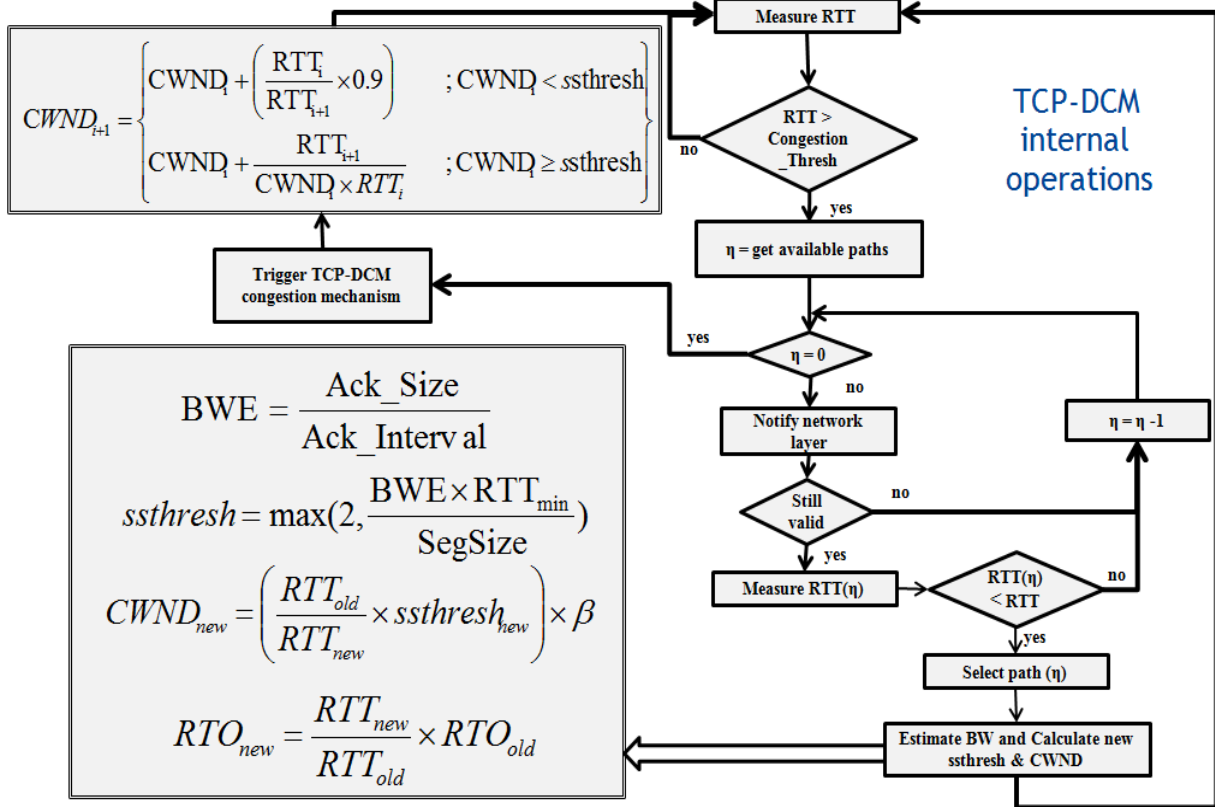 Measure RTT
TCP-DCM
internal
operations
CWND_{i+1} = { CWND_i + (RTT_i / RTT_{i+1} × 0.9) ; CWND_i < ssthresh
CWND_i + RTT_{i+1} / (CWND_i × RTT_i) ; CWND_i ≥ ssthresh }
RTT >
Congestion
_Thresh
no
yes
η = get available paths
Trigger TCP-DCM
congestion mechanism
yes
η = 0
no
Notify network
layer
η = η -1
Still
valid
no
yes
Measure RTT(η)
RTT(η)
< RTT
no
yes
Select path (η)
Estimate BW and Calculate new
ssthresh & CWND
BWE = Ack_Size / Ack_Interv al
ssthresh = max(2, BWE × RTT_min / SegSize)
CWND_new = (RTT_old / RTT_new × ssthresh_new) × β
RTO_new = RTT_new / RTT_old × RTO_old